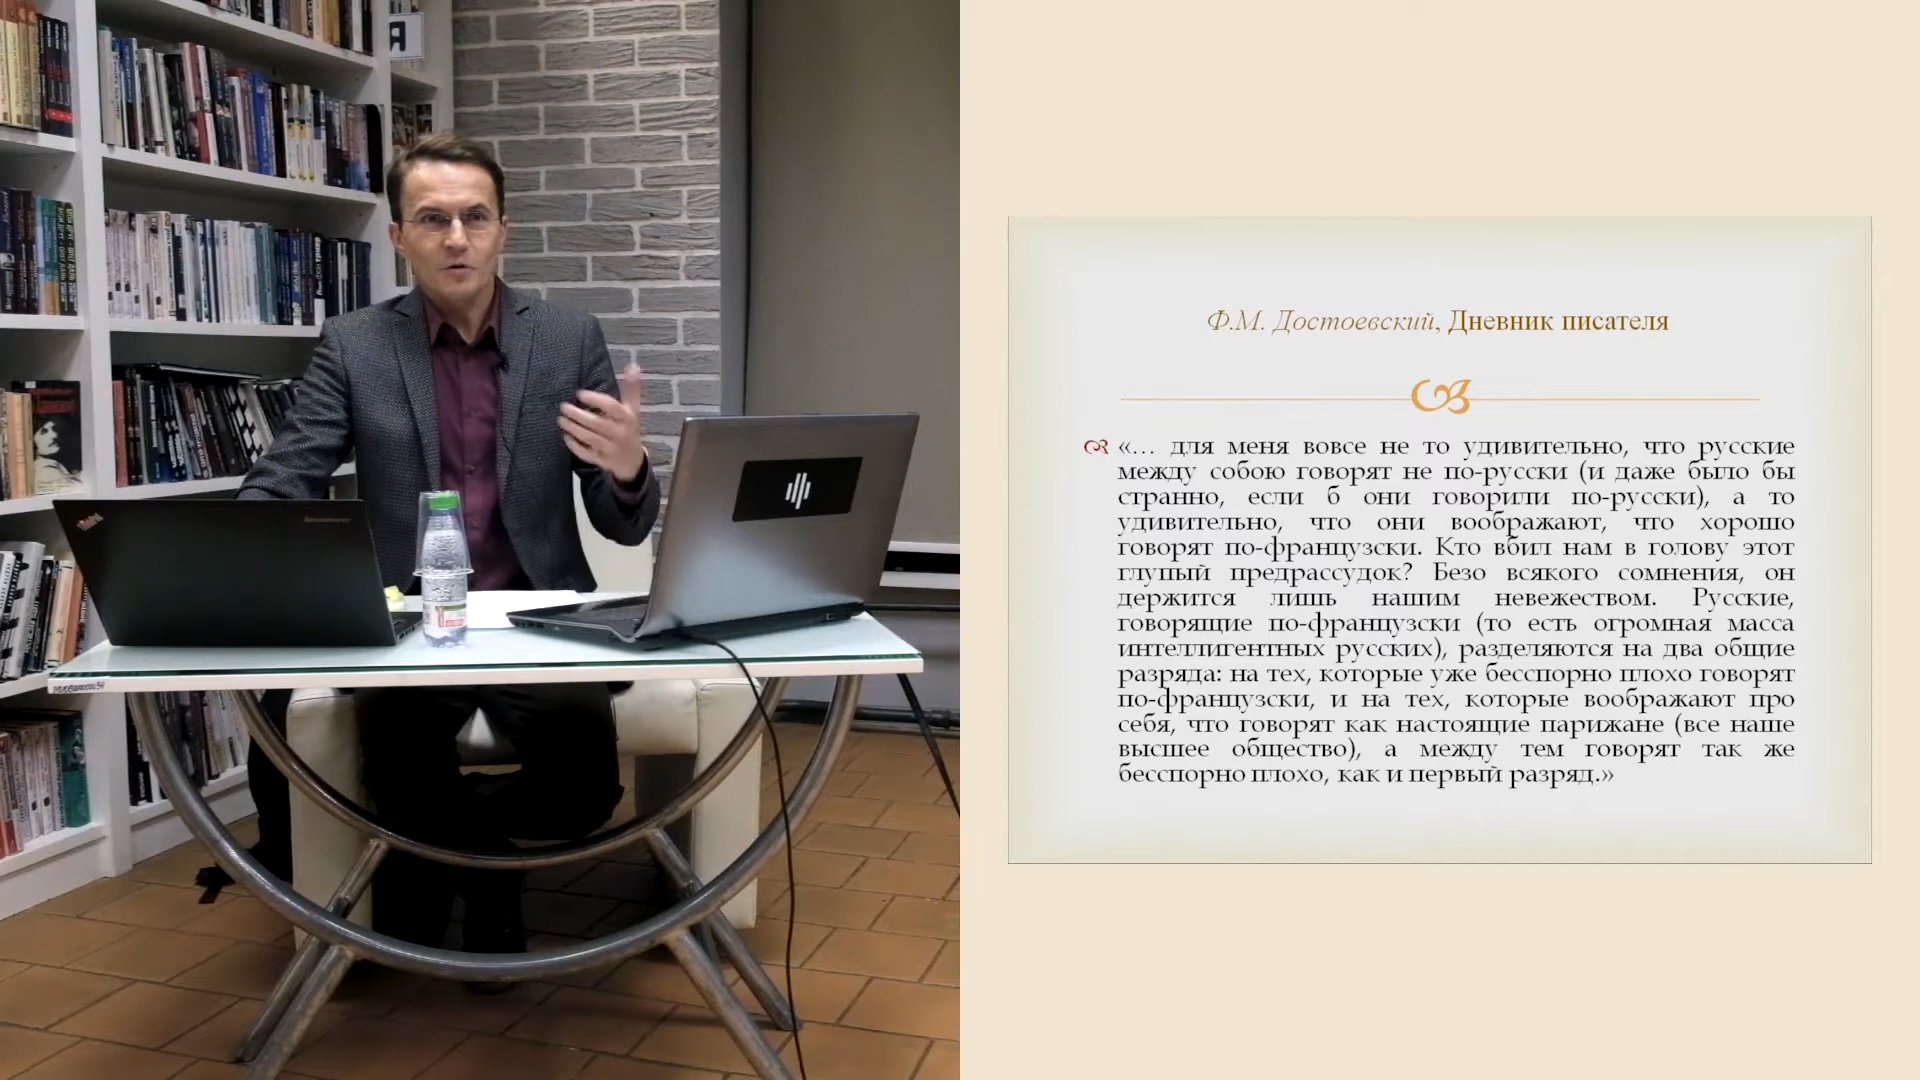 Я
Ф.М. Достоевский, Дневник писателя
«… для меня вовсе не то удивительно, что русские
между собою говорят не по-русски (и даже было бы
странно, если б они говорили по-русски), а то
удивительно, что они воображают, что хорошо
говорят по-французски. Кто вбил нам в голову этот
глупый предрассудок? Безо всякого сомнения, он
держится лишь нашим невежеством. Русские,
говорящие по-французски (то есть огромная масса
интеллигентных русских), разделяются на два общие
разряда: на тех, которые уже бесспорно плохо говорят
по-французски, и на тех, которые воображают про
себя, что говорят как настоящие парижане (все наше
высшее общество), а между тем говорят так же
бесспорно плохо, как и первый разряд.»